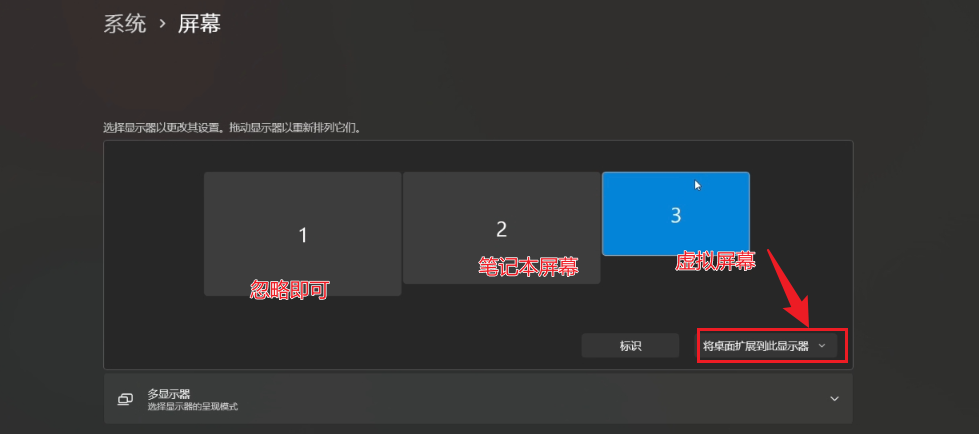 系统 › 屏幕
选择显示器以更改其设置。拖动显示器以重新排列它们。
1
2
3
忽略即可
笔记本屏幕
虚拟屏幕
标识
将桌面扩展到此显示器
多显示器
选择显示器的呈现模式